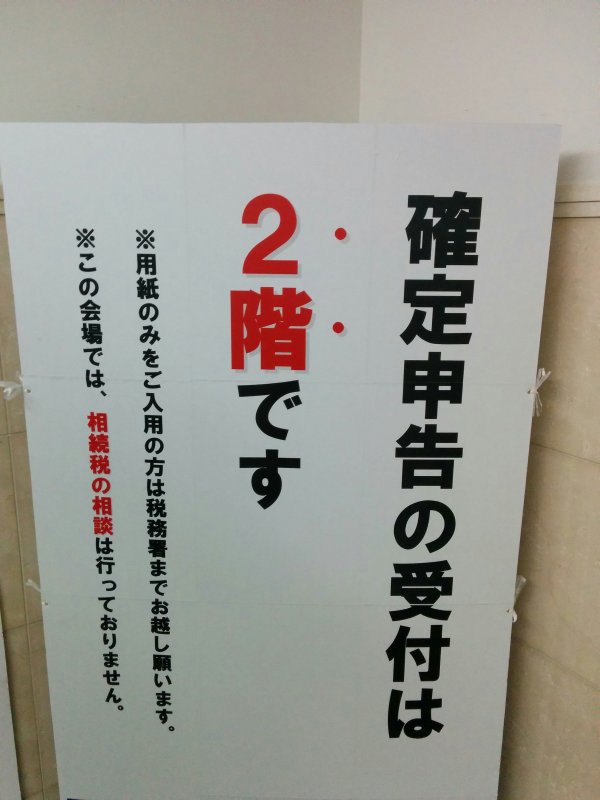 確定申告の受付は
２階です
※用紙のみをご入用の方は税務署までお越し願います。
※この会場では、相続税の相談は行っておりません。